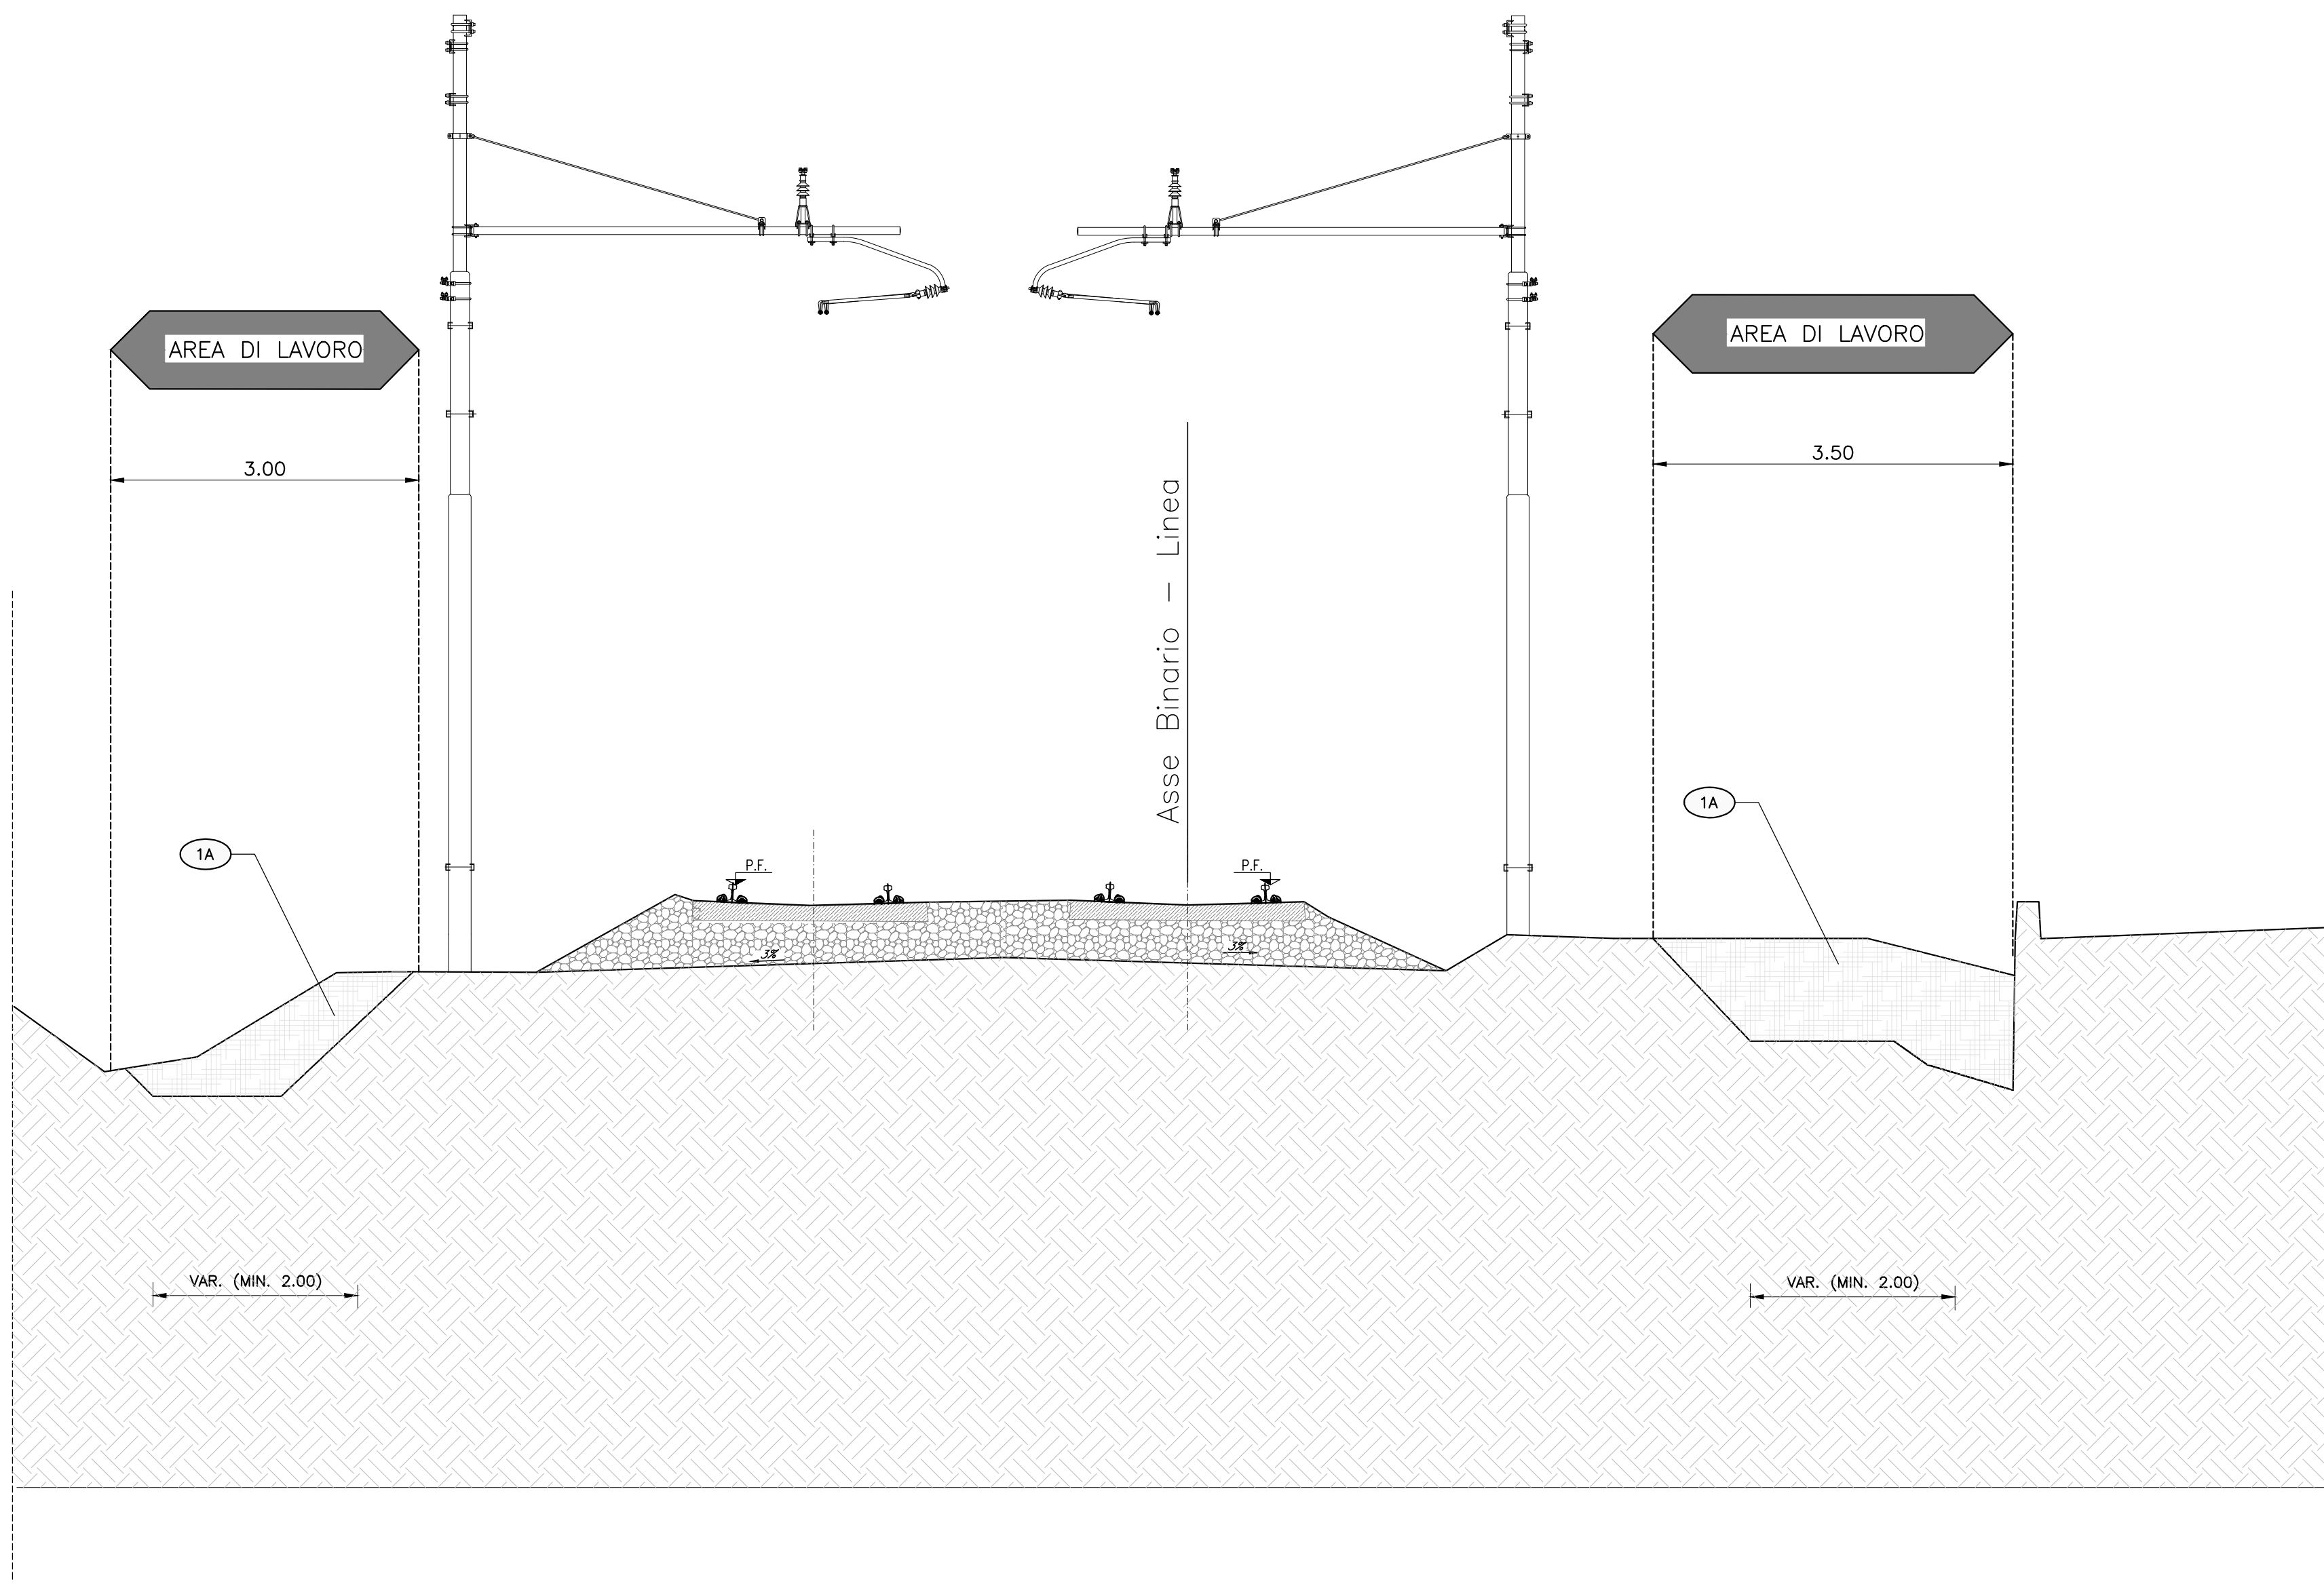 AREA DI LAVORO
AREA DI LAVORO
3.00
3.50
Asse Binario - Linea
1A
1A
P.F.
P.F.
3%
3%
VAR. (MIN. 2.00)
VAR. (MIN. 2.00)